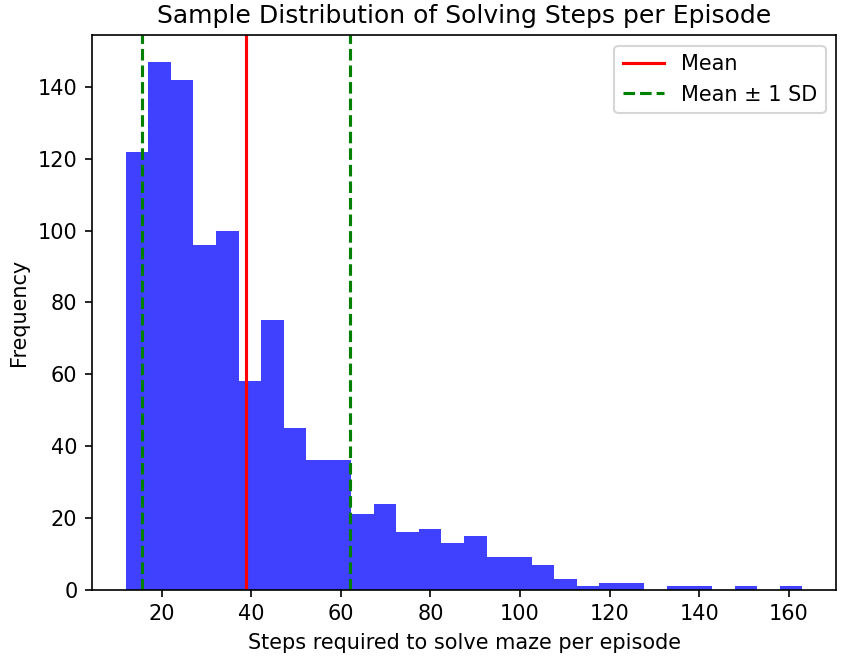 Sample Distribution of Solving Steps per Episode
Mean
Mean ± 1 SD
Frequency
140
120
100
80
60
40
20
0
20 40 60 80 100 120 140 160
Steps required to solve maze per episode